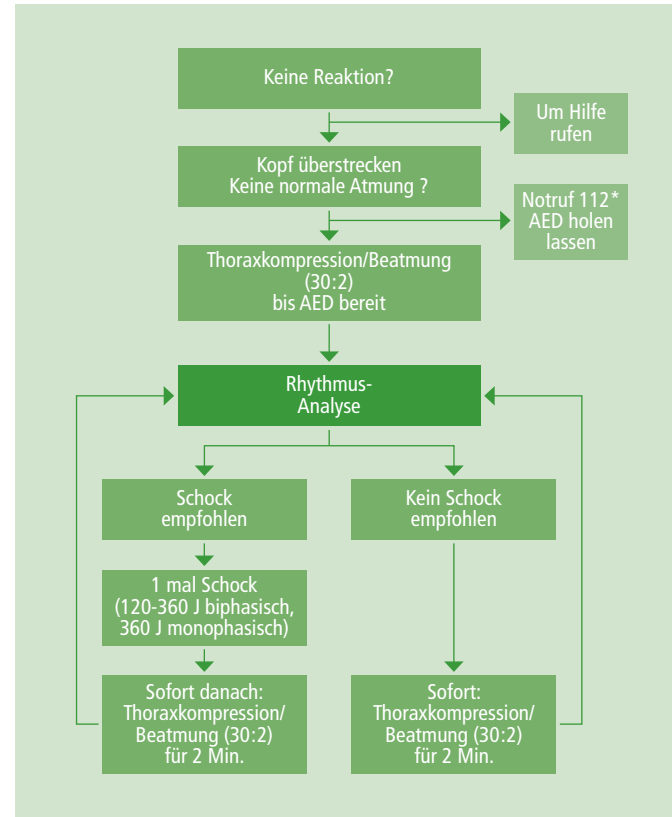 Keine Reaktion?
Um Hilfe
rufen
Kopf überstrecken
Keine normale Atmung ?
Notruf 112*
AED holen
lassen
Thoraxkompression/Beatmung
(30:2)
bis AED bereit
Rhythmus-
Analyse
Schock
empfohlen
Kein Schock
empfohlen
1 mal Schock
(120-360 J biphasisch,
360 J monophasisch)
Sofort danach:
Thoraxkompression/
Beatmung (30:2)
für 2 Min.
Sofort:
Thoraxkompression/
Beatmung (30:2)
für 2 Min.